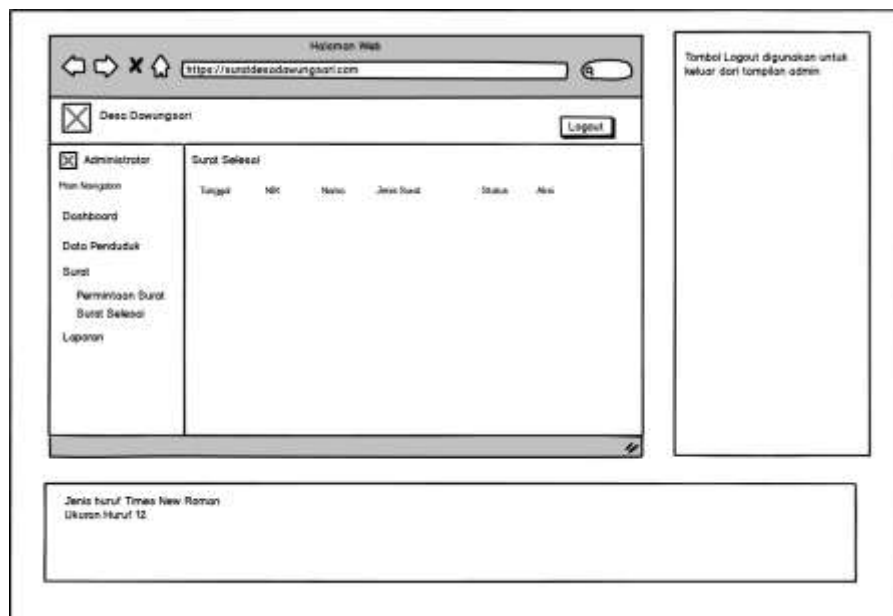 Halaman Web
https://suratdesadawungsari.com
Tombol Logout digunakan untuk
keluar dari tampilan admin
Desa Dawungsari
Logout
Administrator
Main Navigation
Dashboard
Data Penduduk
Surat
Permintaan Surat
Surat Selesai
Laporan
Surat Selesai
Tanggal NIK Nama Jenis Surat Status Aksi
Jenis huruf Times New Roman
Ukuran Huruf 12